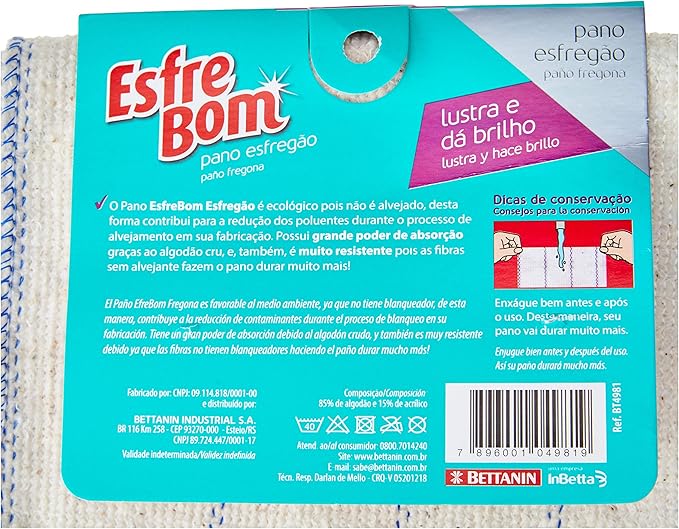 Esfre
Bom
pano esfregão
paño fregona
pano
esfregão
paño fregona
lustra e
dá brilho
lustra y hace brillo
O Pano EsfreBom Esfregão é ecológico pois não é alvejado, desta
forma contribui para a redução dos poluentes durante o processo de
alvejamento em sua fabricação. Possui grande poder de absorção
graças ao algodão cru, e, também, é muito resistente pois as fibras
sem alvejante fazem o pano durar muito mais!
El Paño EfreBom Fregona es favorable al medio ambiente, ya que no tiene blanqueador, de esta
manera, contribuye a la reducción de contaminantes durante el proceso de blanqueo en su
fabricación. Tiene un gran poder de absorción debido al algodón crudo, y también es muy resistente
debido ya que las fibras no tienen blanqueadores haciendo el paño durar mucho más!
Dicas de conservação
Consejos para la conservación
Enxágue bem antes e após
o uso. Desta maneira, seu
pano vai durar muito mais.
Enjugue bien antes y después del uso.
Así su paño durará mucho más.
Fabricado por: CNPJ: 09.114.818/0001-00
e distribuído por:
BETTANIN INDUSTRIAL S.A.
BR 116 Km 258 - CEP 93270-000 - Esteio/RS
CNPJ 89.724.447/0001-17
Validade indeterminada/Validez indefinida
Composição/Composición
85% de algodão e 15% de acrílico
40
Atend. ao/al consumidor: 0800.7014240
Site: www.bettanin.com.br
E-mail: sabe@bettanin.com.br
Técn. Resp. Darlan de Mello - CRQ-V 05201218
7 896001 049819
Ref. BT4981
BETTANIN
uma empresa
InBetta